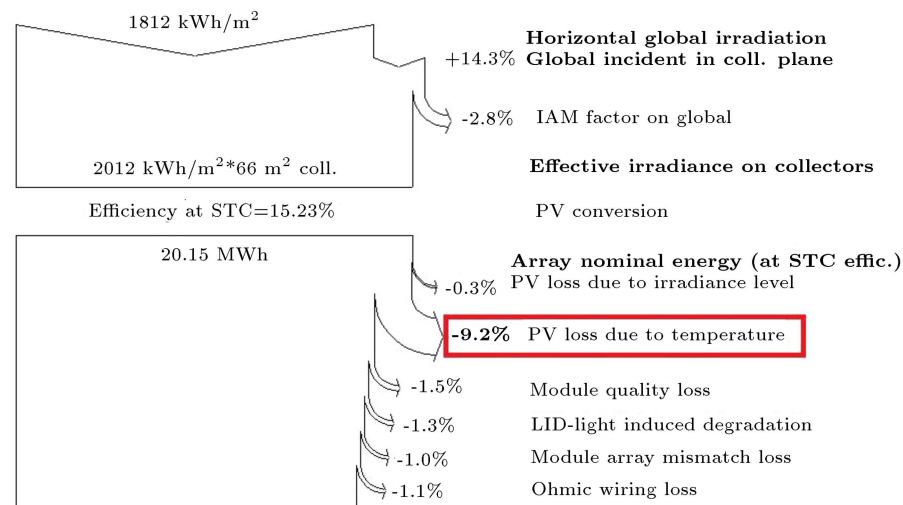 1812 kWh/m²
Horizontal global irradiation
+14.3% Global incident in coll. plane
-2.8% IAM factor on global
2012 kWh/m²*66 m² coll.
Effective irradiance on collectors
Efficiency at STC=15.23%
PV conversion
20.15 MWh
Array nominal energy (at STC effic.)
-0.3% PV loss due to irradiance level
-9.2% PV loss due to temperature
-1.5% Module quality loss
-1.3% LID-light induced degradation
-1.0% Module array mismatch loss
-1.1% Ohmic wiring loss